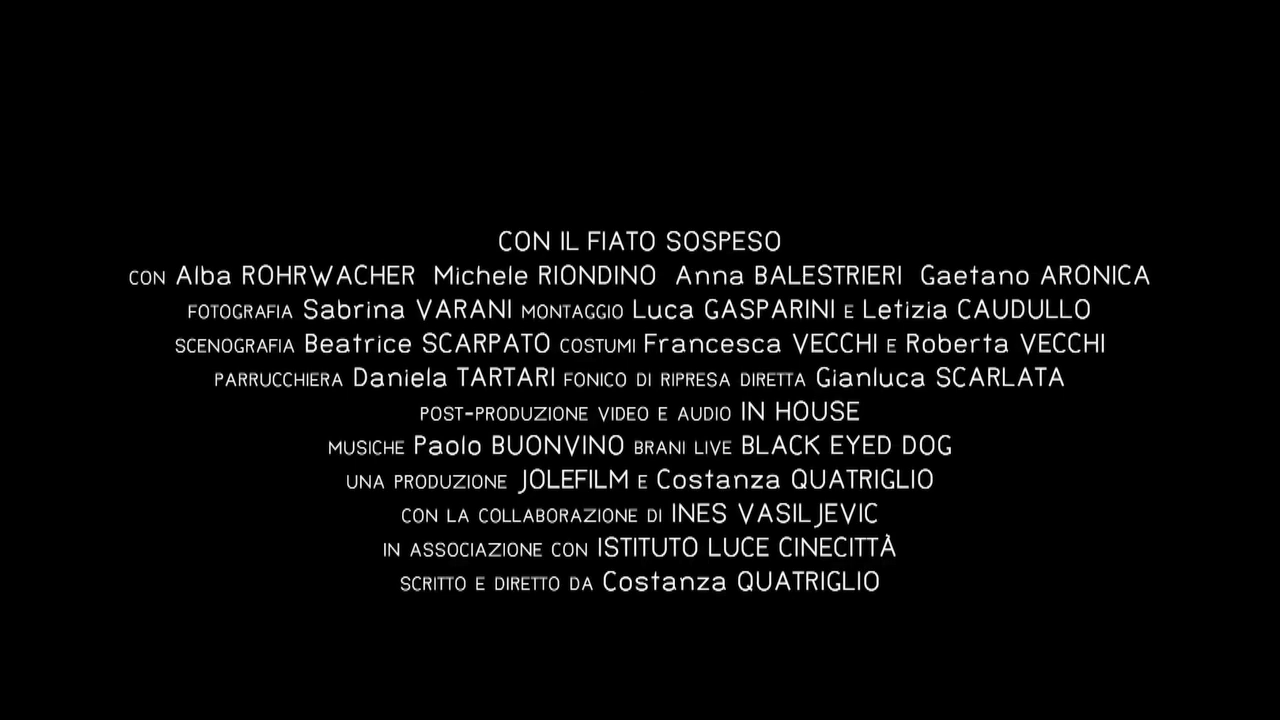 CON IL FIATO SOSPESO
CON Alba ROHRWACHER Michele RIONDINO Anna BALESTRIERI Gaetano ARONICA
FOTOGRAFIA Sabrina VARANI MONTAGGIO Luca GASPARINI E Letizia CAUDULLO
SCENOGRAFIA Beatrice SCARPATO COSTUMI Francesca VECCHI E Roberta VECCHI
PARRUCCHIERA Daniela TARTARI FONICO DI RIPRESA DIRETTA Gianluca SCARLATA
POST-PRODUZIONE VIDEO E AUDIO IN HOUSE
MUSICHE Paolo BUONVINO BRANI LIVE BLACK EYED DOG
UNA PRODUZIONE JOLEFILM E Costanza QUATRIGLIO
CON LA COLLABORAZIONE DI INES VASILJEVIC
IN ASSOCIAZIONE CON ISTITUTO LUCE CINECITTÀ
SCRITTO E DIRETTO DA Costanza QUATRIGLIO